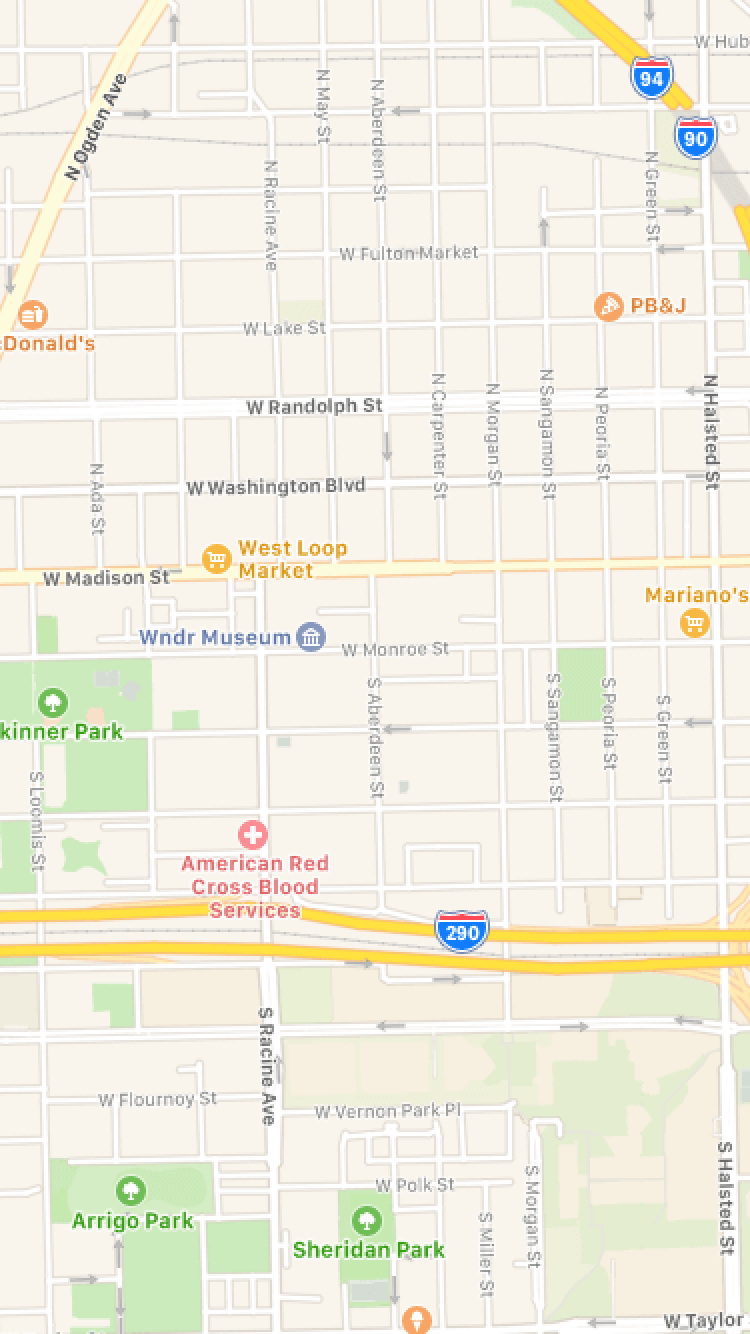 W Hub
94
90
N Ogden Ave
N May St
N Aberdeen St
N Racine Ave
N Green St
W Fulton Market
PB&J
W Lake St
Donald's
W Randolph St
N Carpenter St
N Morgan St
N Sangamon St
N Peoria St
N Halsted St
N Ada St
W Washington Blvd
West Loop
Market
W Madison St
Mariano's
Wndr Museum
W Monroe St
kinner Park
S Aberdeen St
S Sangamon St
S Peoria St
S Green St
S Loomis St
American Red
Cross Blood
Services
290
S Racine Ave
W Flournoy St
W Vernon Park Pl
W Polk St
Arrigo Park
Sheridan Park
S Miller St
S Morgan St
S Halsted St
W Taylor